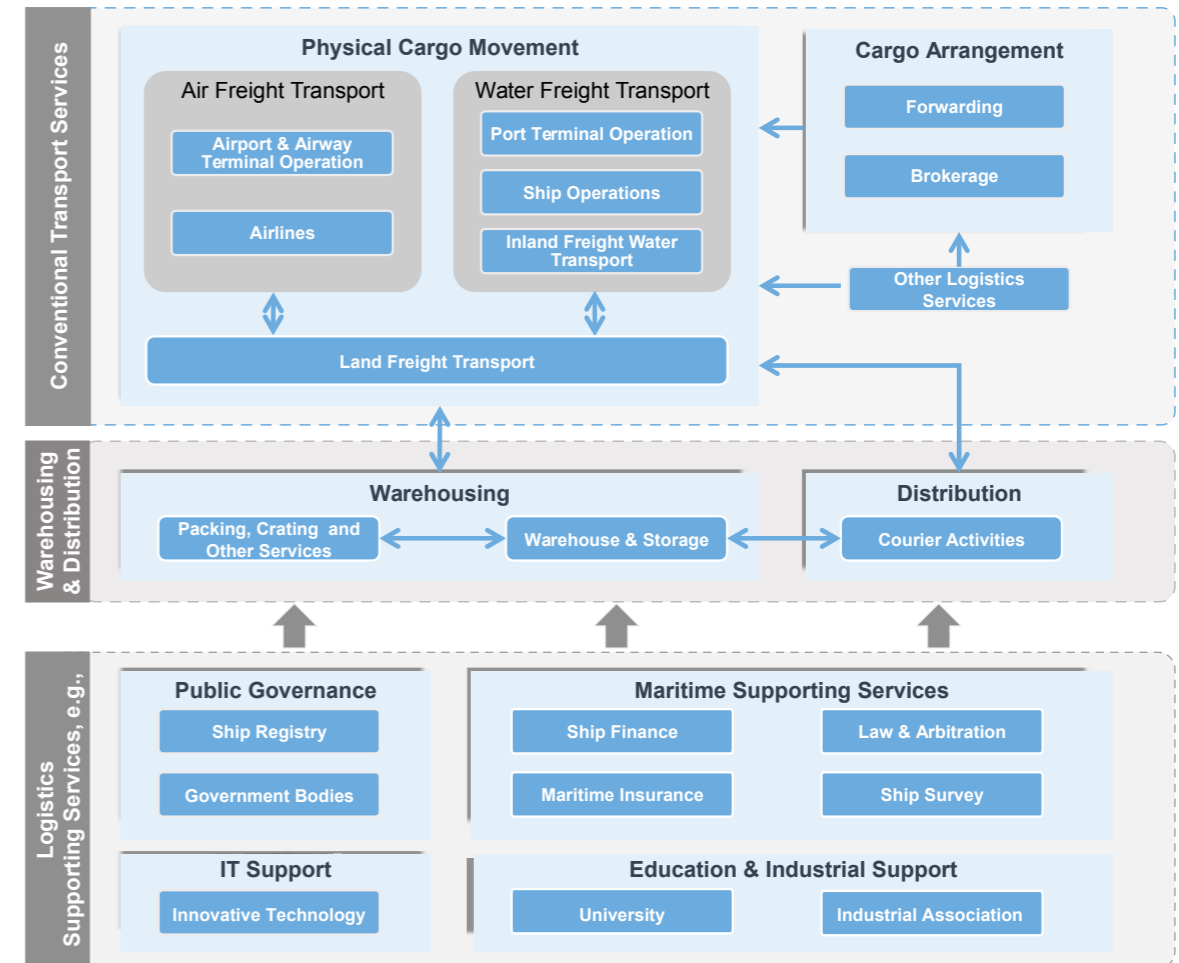 Conventional Transport Services
Physical Cargo Movement
Air Freight Transport
Airport & Airway
Terminal Operation
Airlines
Water Freight Transport
Port Terminal Operation
Ship Operations
Inland Freight Water
Transport
Land Freight Transport
Cargo Arrangement
Forwarding
Brokerage
Other Logistics
Services
Warehousing
& Distribution
Warehousing
Packing, Crating and
Other Services
Warehouse & Storage
Distribution
Courier Activities
Logistics
Supporting Services, e.g.,
Public Governance
Ship Registry
Government Bodies
Maritime Supporting Services
Ship Finance
Law & Arbitration
Maritime Insurance
Ship Survey
IT Support
Innovative Technology
Education & Industrial Support
University
Industrial Association